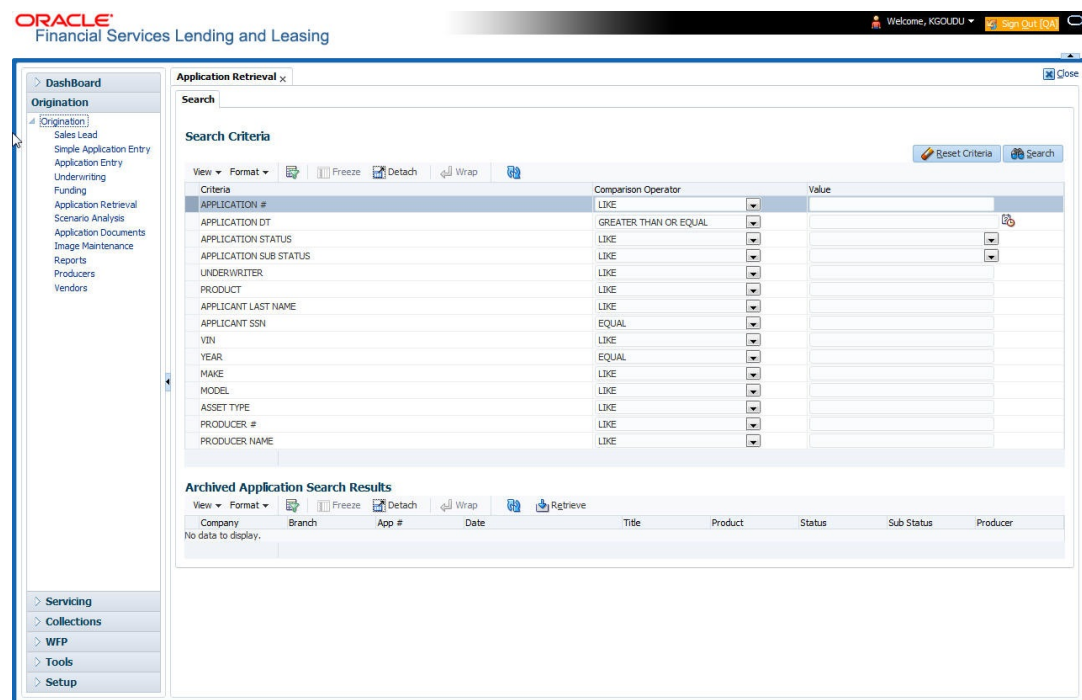 ORACLE
Financial Services Lending and Leasing
Welcome, KGOUDU
Sign Out [QA]
DashBoard
Origination
Origination
Sales Lead
Simple Application Entry
Application Entry
Underwriting
Funding
Application Retrieval
Scenario Analysis
Application Documents
Image Maintenance
Reports
Producers
Vendors
Servicing
Collections
WFP
Tools
Setup
Application Retrieval x
Close
Search
Search Criteria
Reset Criteria Search
View Format Freeze Detach Wrap
Criteria Comparison Operator Value
APPLICATION # LIKE
APPLICATION DT GREATER THAN OR EQUAL
APPLICATION STATUS LIKE
APPLICATION SUB STATUS LIKE
UNDERWRITER LIKE
PRODUCT LIKE
APPLICANT LAST NAME LIKE
APPLICANT SSN EQUAL
VIN LIKE
YEAR EQUAL
MAKE LIKE
MODEL LIKE
ASSET TYPE LIKE
PRODUCER # LIKE
PRODUCER NAME LIKE
Archived Application Search Results
View Format Freeze Detach Wrap Retrieve
Company Branch App # Date Title Product Status Sub Status Producer
No data to display.